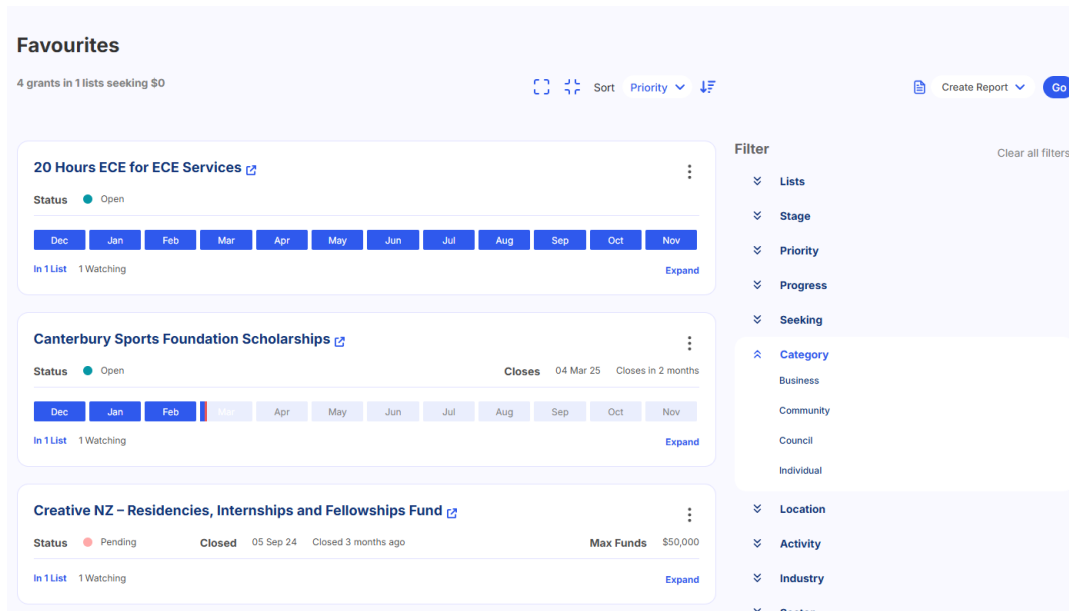 Favourites
4 grants in 1 lists seeking $0
Sort Priority
Create Report Go
20 Hours ECE for ECE Services
Status Open
Dec Jan Feb Mar Apr May Jun Jul Aug Sep Oct Nov
In 1 List 1 Watching Expand
Canterbury Sports Foundation Scholarships
Status Open Closes 04 Mar 25 Closes in 2 months
Dec Jan Feb Mar Apr May Jun Jul Aug Sep Oct Nov
In 1 List 1 Watching Expand
Creative NZ – Residencies, Internships and Fellowships Fund
Status Pending Closed 05 Sep 24 Closed 3 months ago Max Funds $50,000
In 1 List 1 Watching Expand
Filter Clear all filters
Lists
Stage
Priority
Progress
Seeking
Category
Business
Community
Council
Individual
Location
Activity
Industry